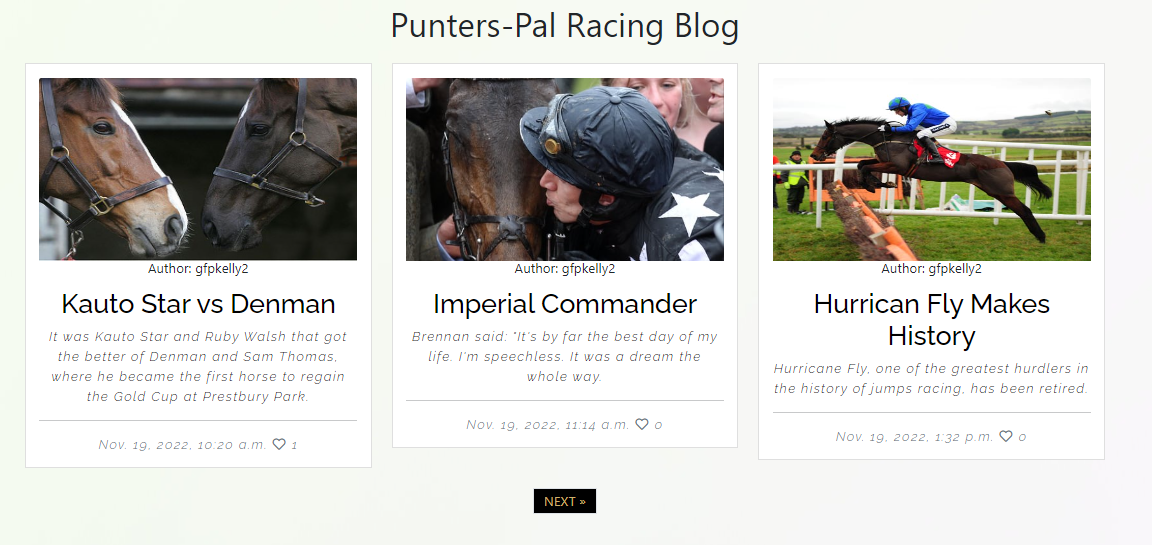 Punters-Pal Racing Blog
Author: gfpkelly2
Kauto Star vs Denman
It was Kauto Star and Ruby Walsh that got
the better of Denman and Sam Thomas,
where he became the first horse to regain
the Gold Cup at Prestbury Park.
Nov. 19, 2022, 10:20 a.m. 1
Author: gfpkelly2
Imperial Commander
Brennan said: "It's by far the best day of my
life. I'm speechless. It was a dream the
whole way.
Nov. 19, 2022, 11:14 a.m. 0
Author: gfpkelly2
Hurrican Fly Makes
History
Hurricane Fly, one of the greatest hurdlers in
the history of jumps racing, has been retired.
Nov. 19, 2022, 1:32 p.m. 0
NEXT »